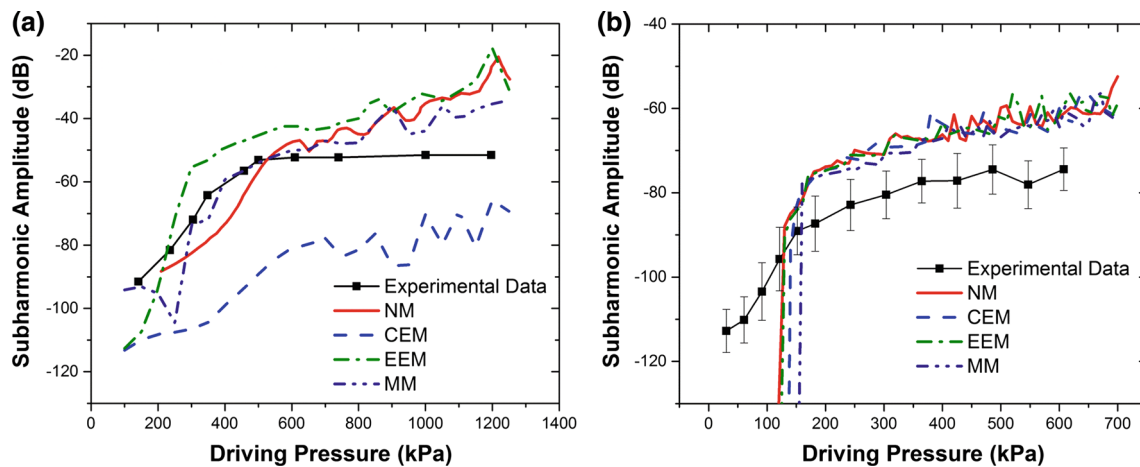 (a)
Subharmonic Amplitude (dB)
-20
-40
-60
-80
-100
-120
0 200 400 600 800 1000 1200 1400
Driving Pressure (kPa)
Experimental Data
NM
CEM
EEM
MM
(b)
Subharmonic Amplitude (dB)
-40
-60
-80
-100
-120
0 100 200 300 400 500 600 700
Driving Pressure (kPa)
Experimental Data
NM
CEM
EEM
MM